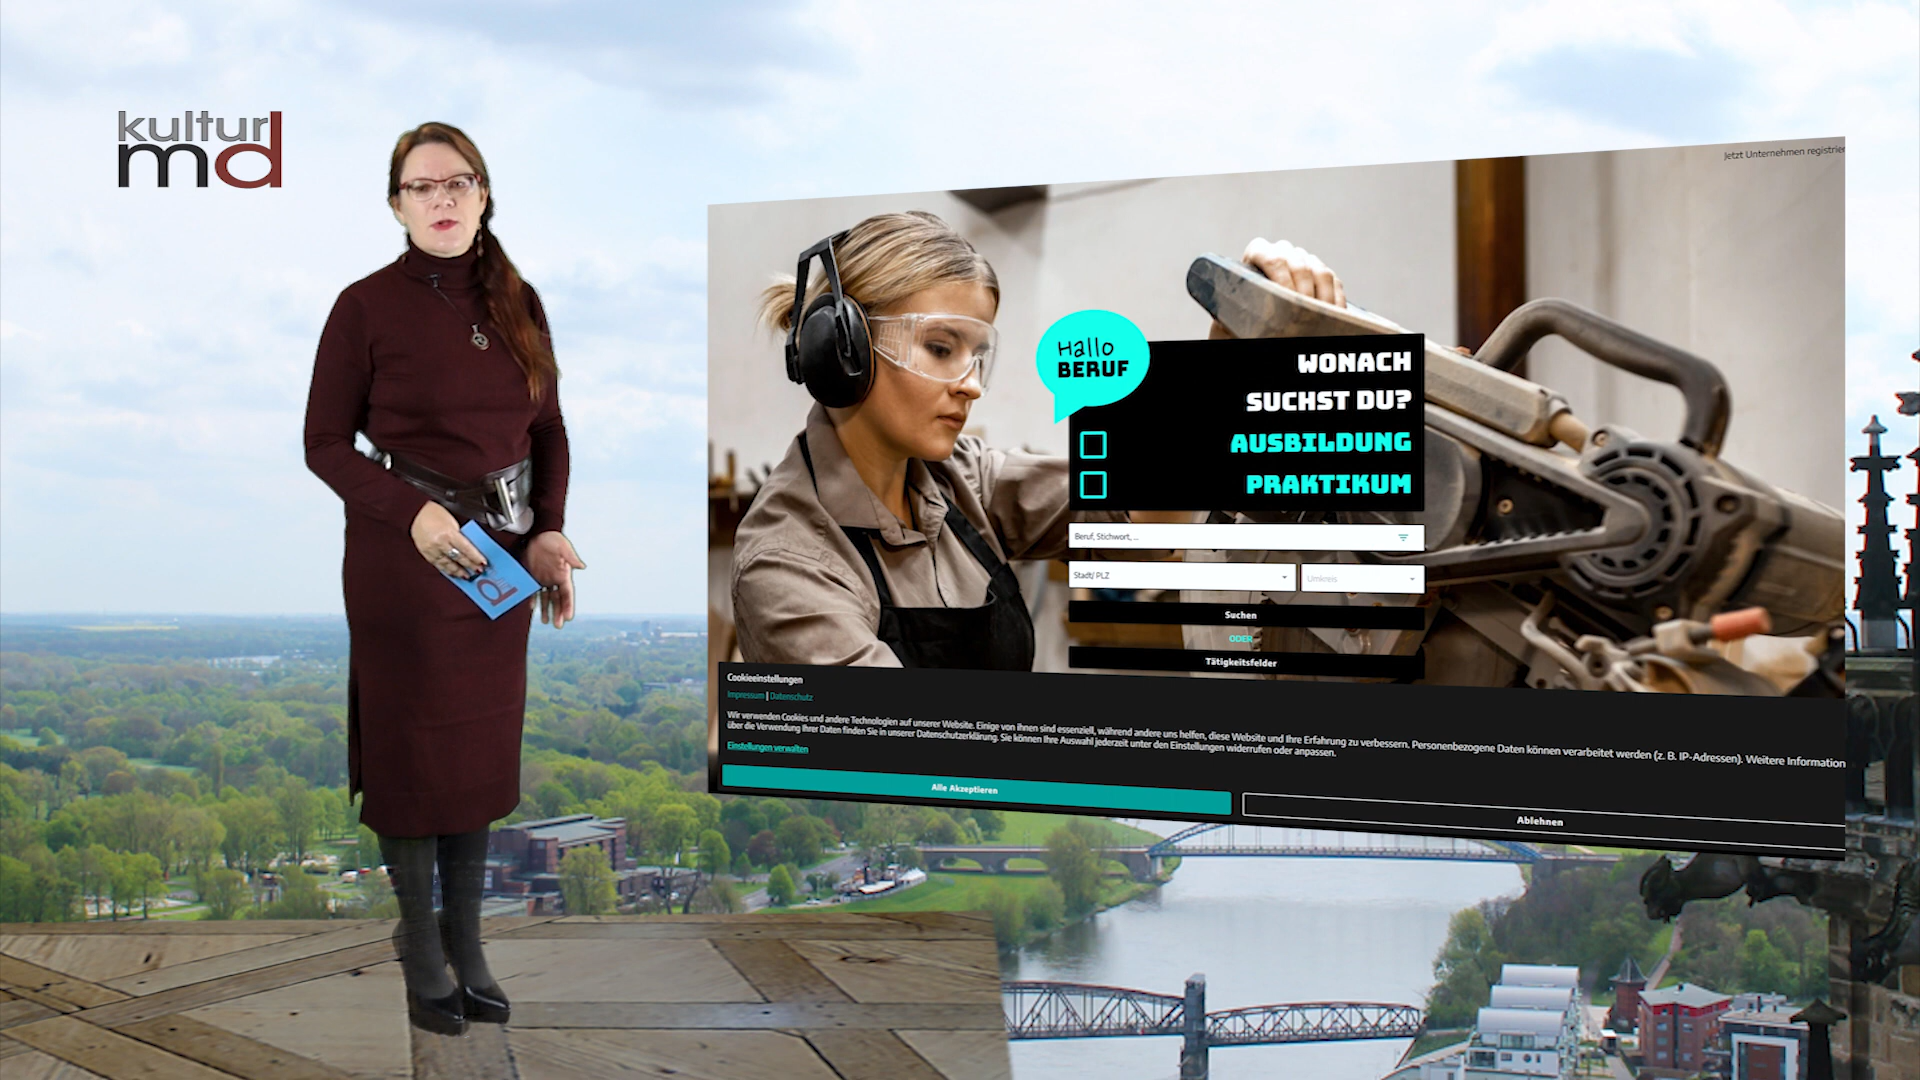 kultur
md
Jetzt Unternehmen registrier
Hallo
BERUF
WONACH
SUCHST DU?
AUSBILDUNG
PRAKTIKUM
Beruf, Stichwort, ...
Stadt/ PLZ
Umkreis
Suchen
ODER
Tätigkeitsfelder
Cookieeinstellungen
Impressum | Datenschutz
Wir verwenden Cookies und andere Technologien auf unserer Website. Einige von ihnen sind essenziell, während andere uns helfen, diese Website und Ihre Erfahrung zu verbessern. Personenbezogene Daten können verarbeitet werden (z. B. IP-Adressen). Weitere Information
über die Verwendung Ihrer Daten finden Sie in unserer Datenschutzerklärung. Sie können Ihre Auswahl jederzeit unter den Einstellungen widerrufen oder anpassen.
Einstellungen verwalten
Alle Akzeptieren
Ablehnen